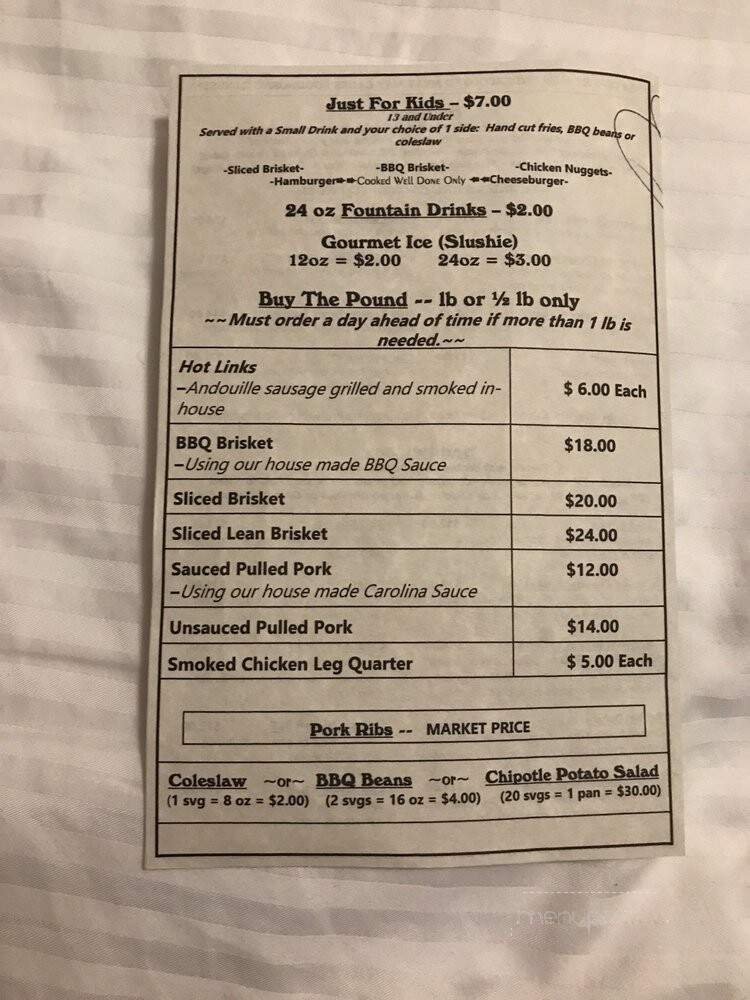 Just For Kids – $7.00
13 and Under
Served with a Small Drink and your choice of 1 side: Hand cut fries, BBQ beans or
coleslaw
-Sliced Brisket- -BBQ Brisket- -Chicken Nuggets-
-Hamburger Cooked Well Done Only Cheeseburger-
24 oz Fountain Drinks – $2.00
Gourmet Ice (Slushie)
12oz = $2.00 24oz = $3.00
Buy The Pound -- lb or ½ lb only
~~Must order a day ahead of time if more than 1 lb is
needed.~~
Hot Links
–Andouille sausage grilled and smoked in- $ 6.00 Each
house
BBQ Brisket $18.00
–Using our house made BBQ Sauce
Sliced Brisket $20.00
Sliced Lean Brisket $24.00
Sauced Pulled Pork $12.00
–Using our house made Carolina Sauce
Unsauced Pulled Pork $14.00
Smoked Chicken Leg Quarter $ 5.00 Each
Pork Ribs -- MARKET PRICE
Coleslaw ~or~ BBQ Beans ~or~ Chipotle Potato Salad
(1 svg = 8 oz = $2.00) (2 svgs = 16 oz = $4.00) (20 svgs = 1 pan = $30.00)